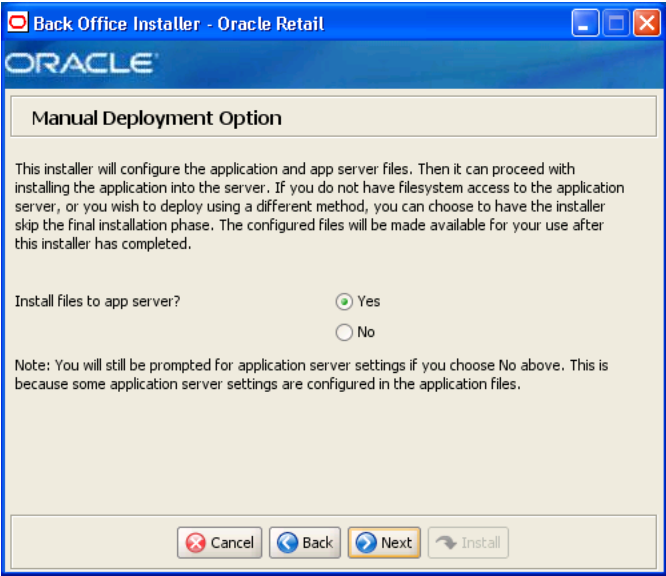 Back Office Installer - Oracle Retail
ORACLE
Manual Deployment Option
This installer will configure the application and app server files. Then it can proceed with
installing the application into the server. If you do not have filesystem access to the application
server, or you wish to deploy using a different method, you can choose to have the installer
skip the final installation phase. The configured files will be made available for your use after
this installer has completed.
Install files to app server?
Yes
No
Note: You will still be prompted for application server settings if you choose No above. This is
because some application server settings are configured in the application files.
Cancel Back Next Install